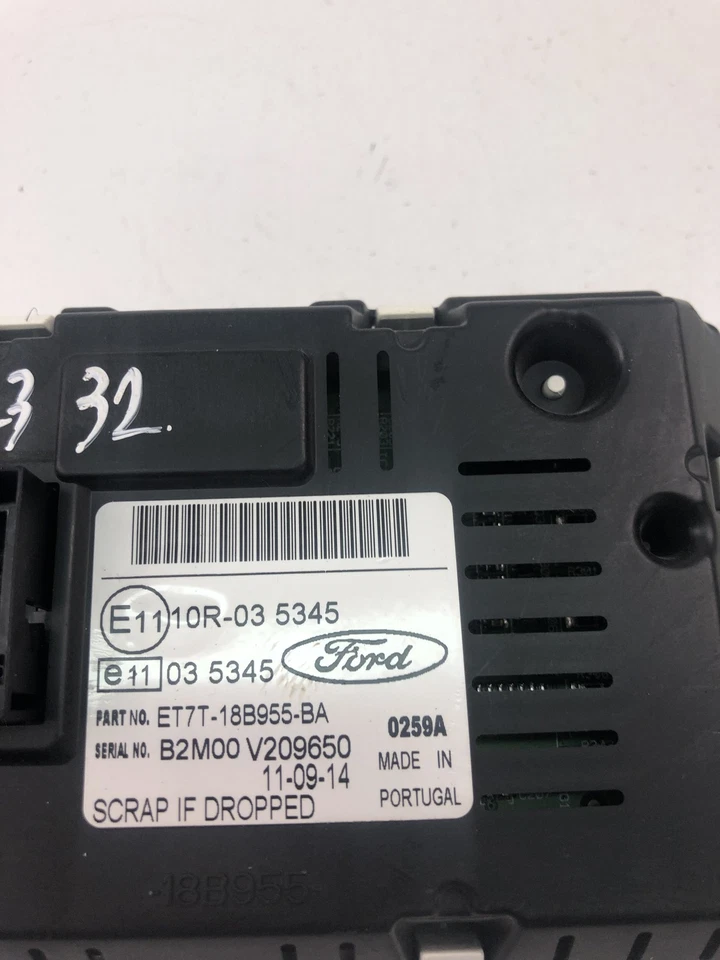 3 32.
E11 10R-03 5345
e11 03 5345 Ford
PART NO. ET7T-18B955-BA
0259A
SERIAL NO. B2M00 V209650
11-09-14
MADE IN
PORTUGAL
SCRAP IF DROPPED
-18B955-